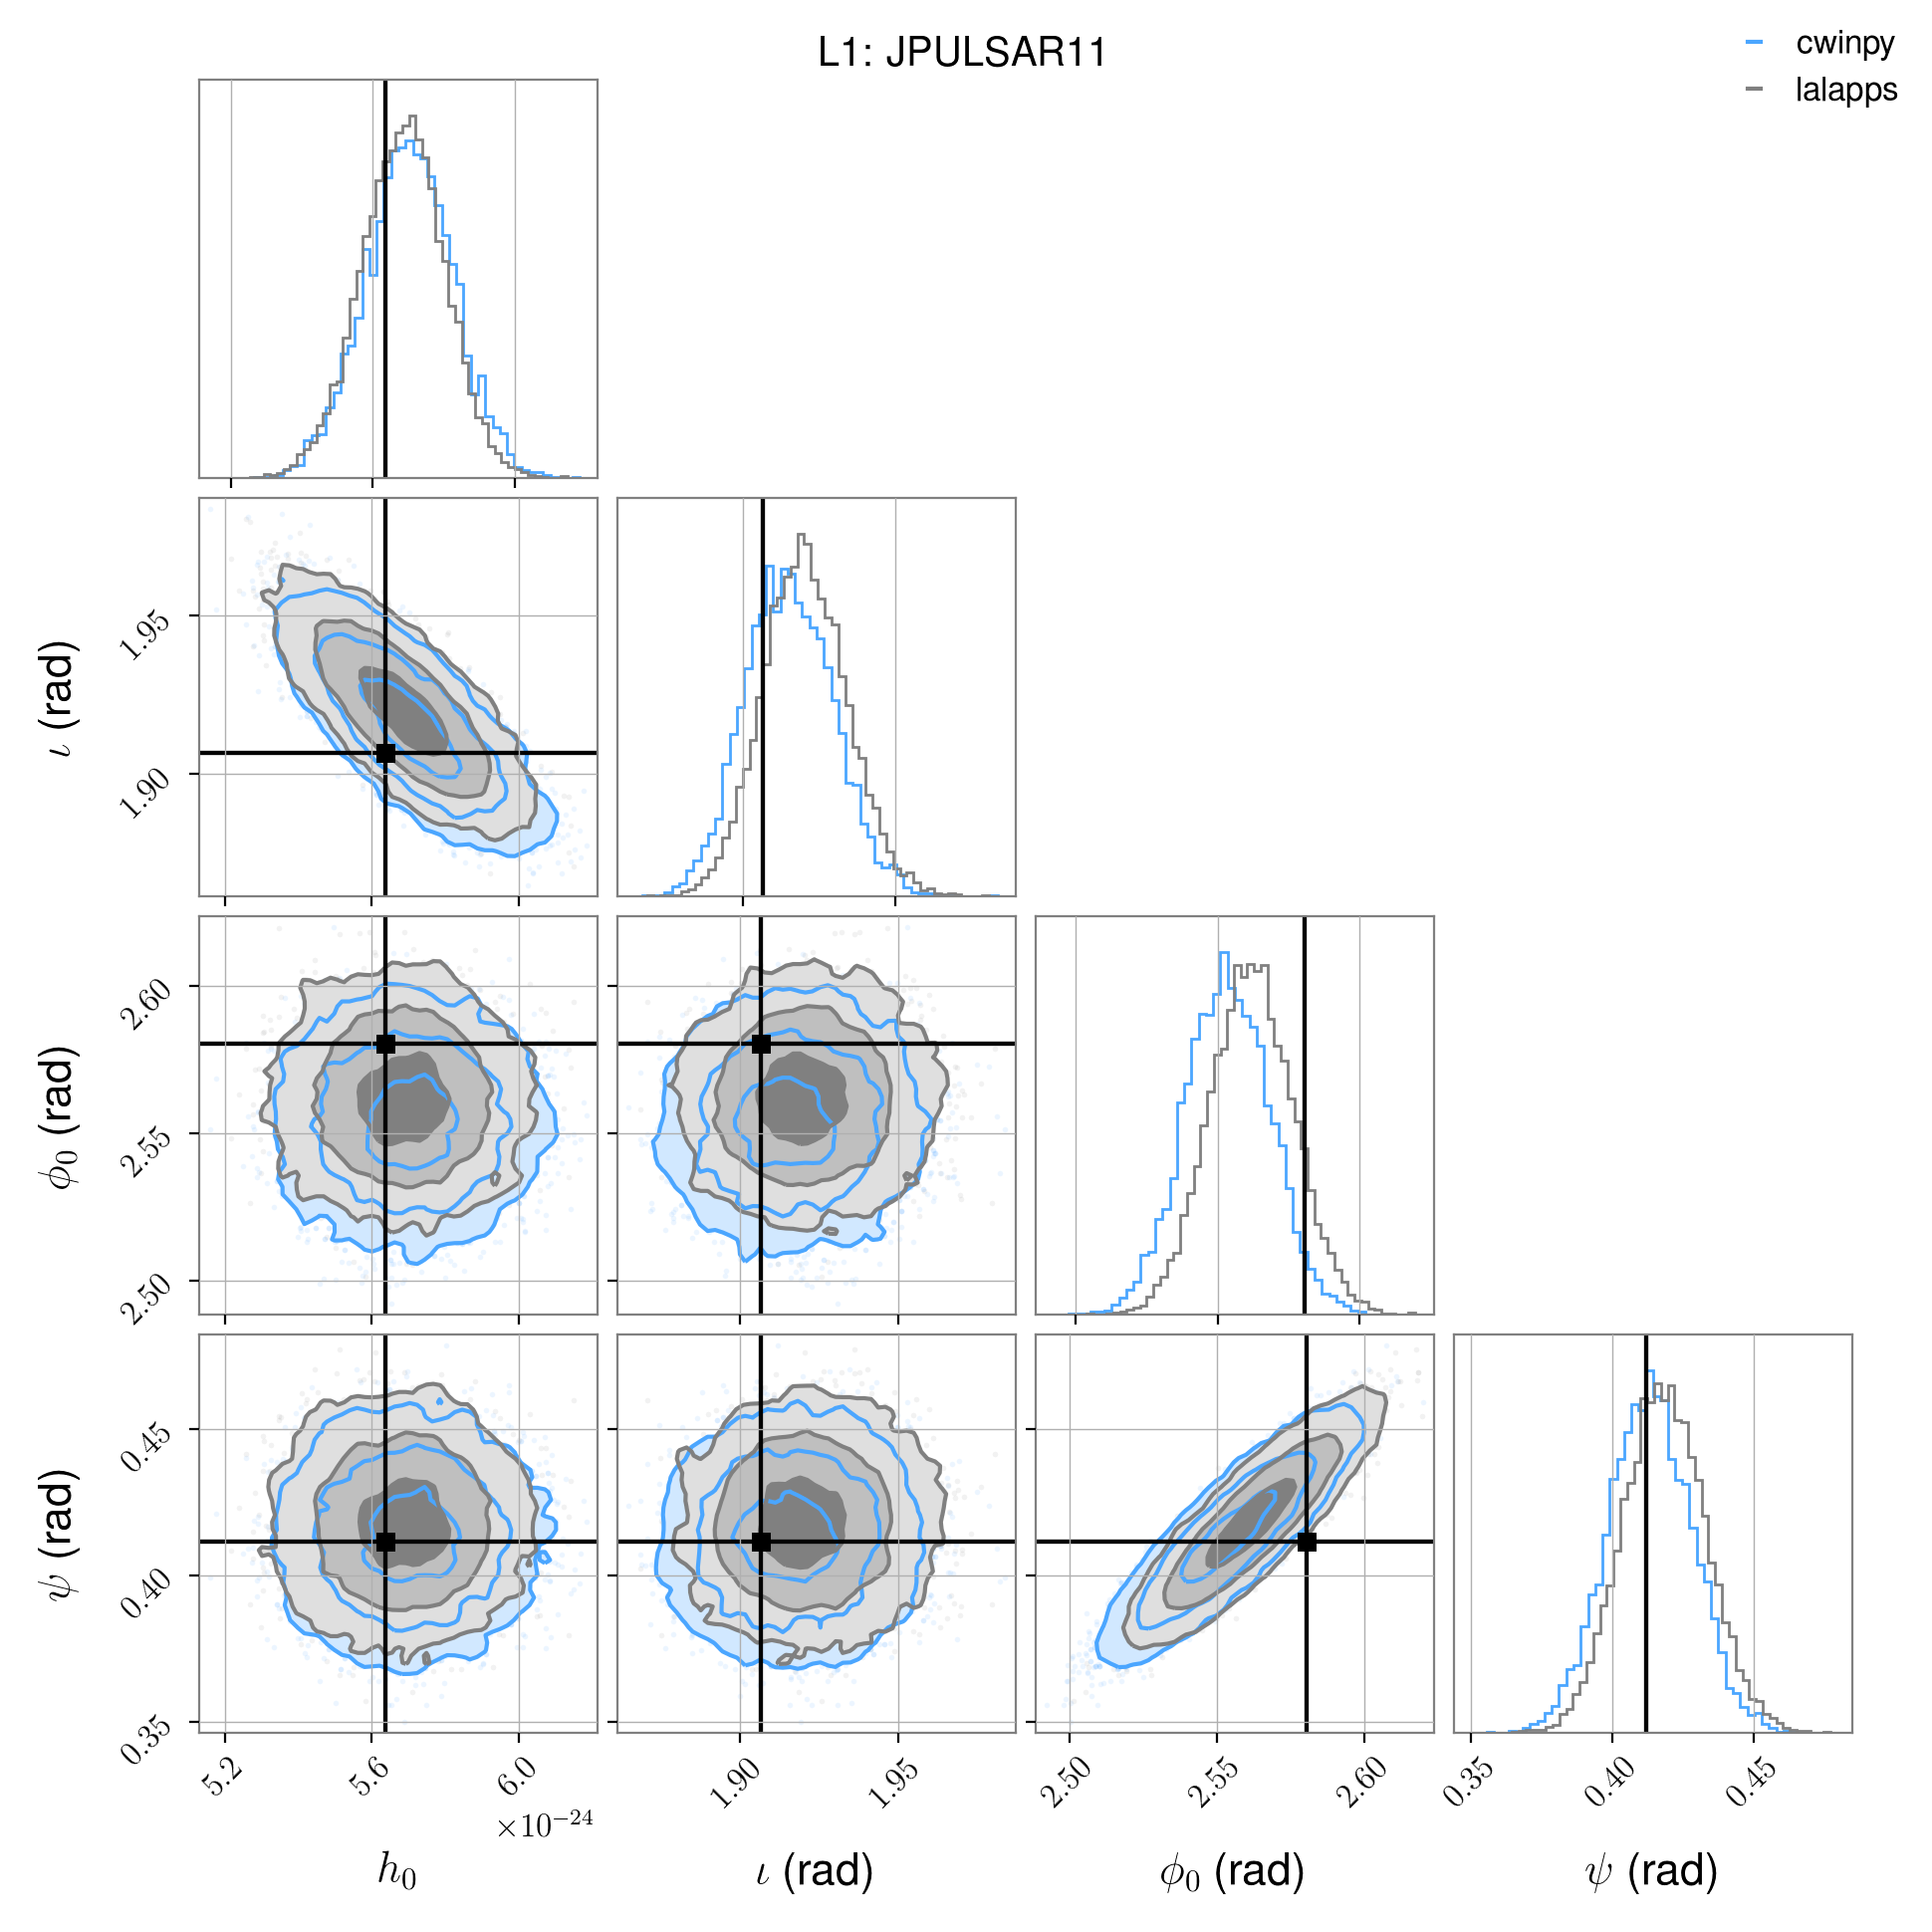 L1: JPULSAR11
cwinpy
lalapps
ι (rad)
1.95
1.90
ϕ₀ (rad)
2.60
2.55
2.50
ψ (rad)
0.45
0.40
0.35
5.2 5.6 6.0
×10⁻²⁴
1.90 1.95
2.50 2.55 2.60
0.35 0.40 0.45
h₀ ι (rad) ϕ₀ (rad) ψ (rad)